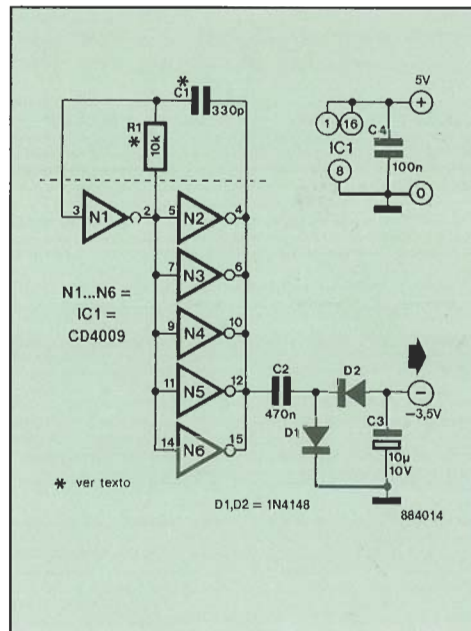 *
C1
330p
R1
*
10k
3 N1 2
5 N2 4
7 N3 6
9 N4 10
11 N5 12
14 N6 15
N1...N6 =
IC1 =
CD4009
* ver texto
5V
+
1 16
IC1
8
C4
100n
0
C2
470n
D1
D2
C3
10µ
10V
−
−3,5V
D1,D2 = 1N4148
884014